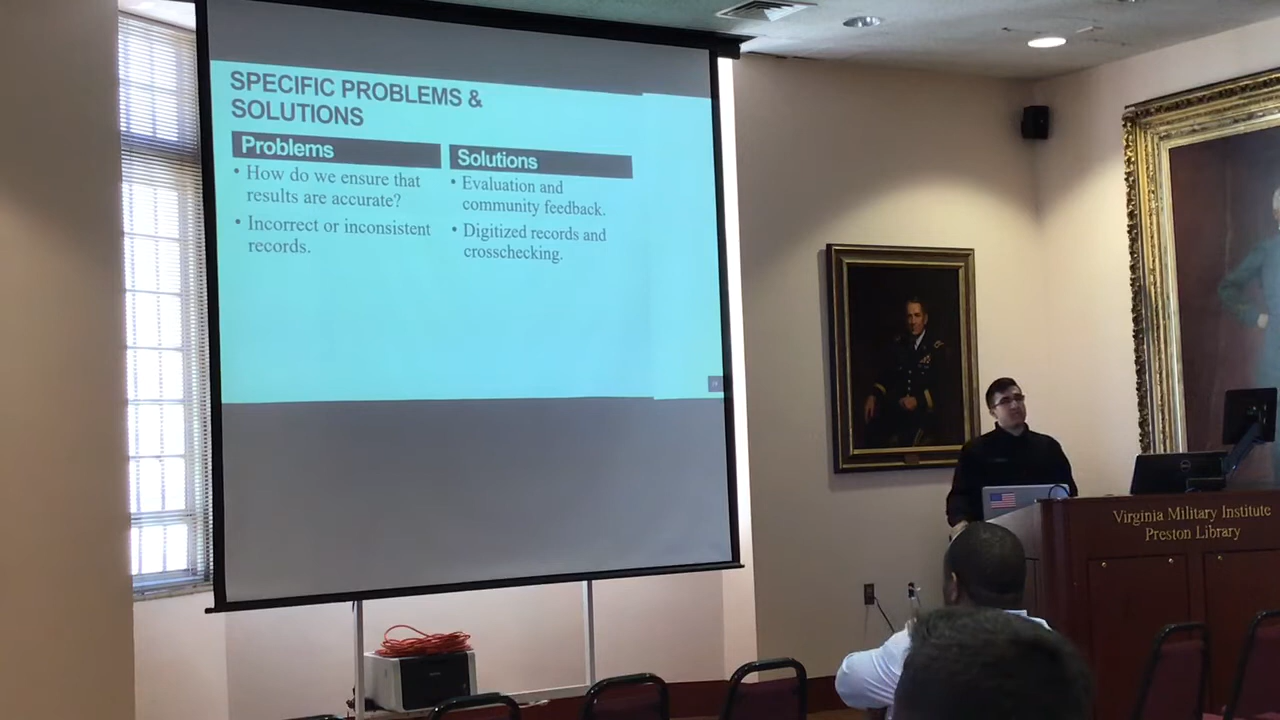 SPECIFIC PROBLEMS &
SOLUTIONS
Problems
• How do we ensure that
results are accurate?
• Incorrect or inconsistent
records.
Solutions
• Evaluation and
community feedback.
• Digitized records and
crosschecking.
Virginia Military Institute
Preston Library